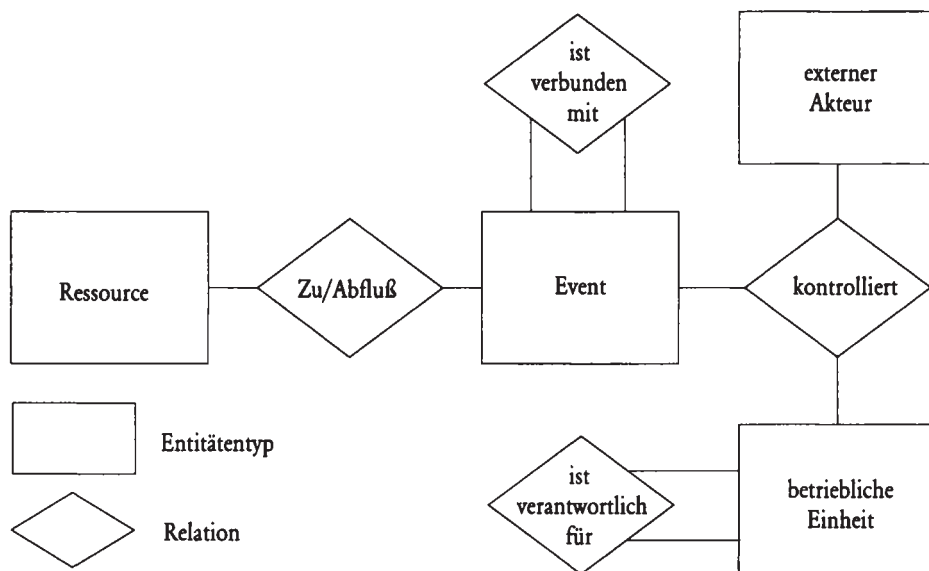 ist
verbunden
mit
externer
Akteur
Ressource
Zu/Abfluß
Event
kontrolliert
Entitätentyp
Relation
ist
verantwortlich
für
betriebliche
Einheit